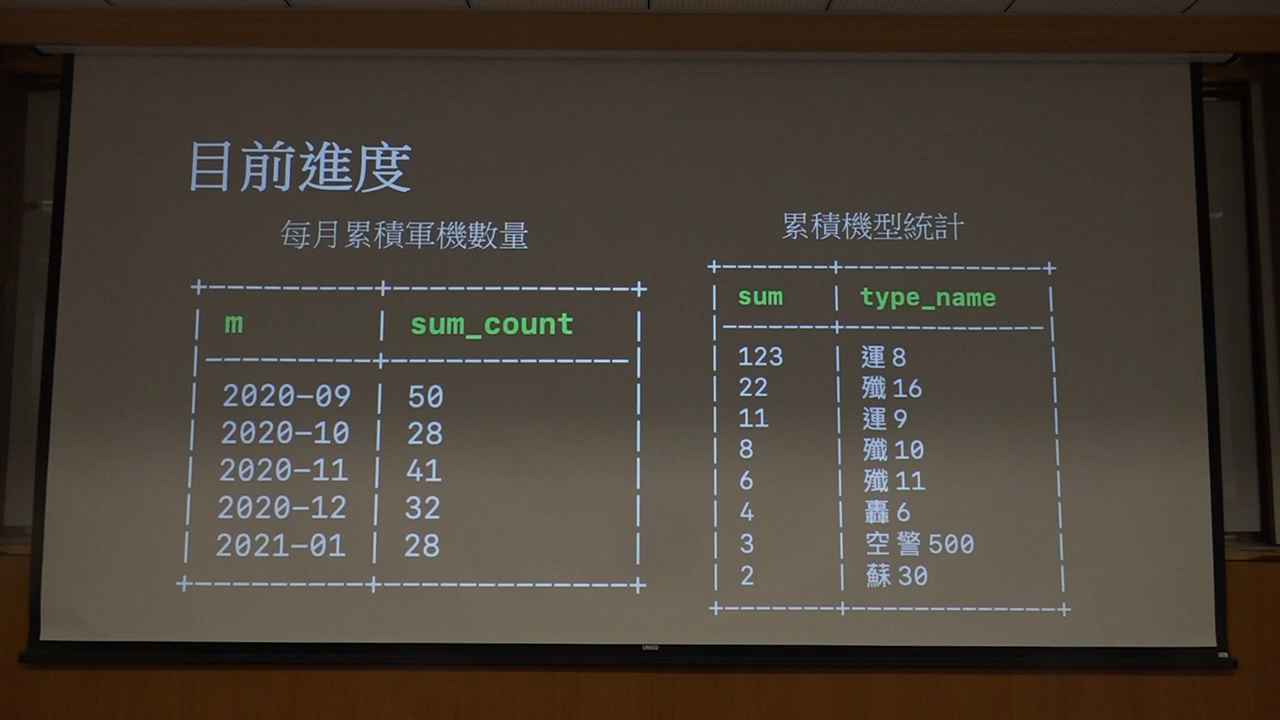 目前進度
每月累積軍機數量
m | sum_count
2020-09 | 50
2020-10 | 28
2020-11 | 41
2020-12 | 32
2021-01 | 28
累積機型統計
sum | type_name
123 | 運8
22 | 殲16
11 | 運9
8 | 殲10
6 | 殲11
4 | 轟6
3 | 空警500
2 | 蘇30